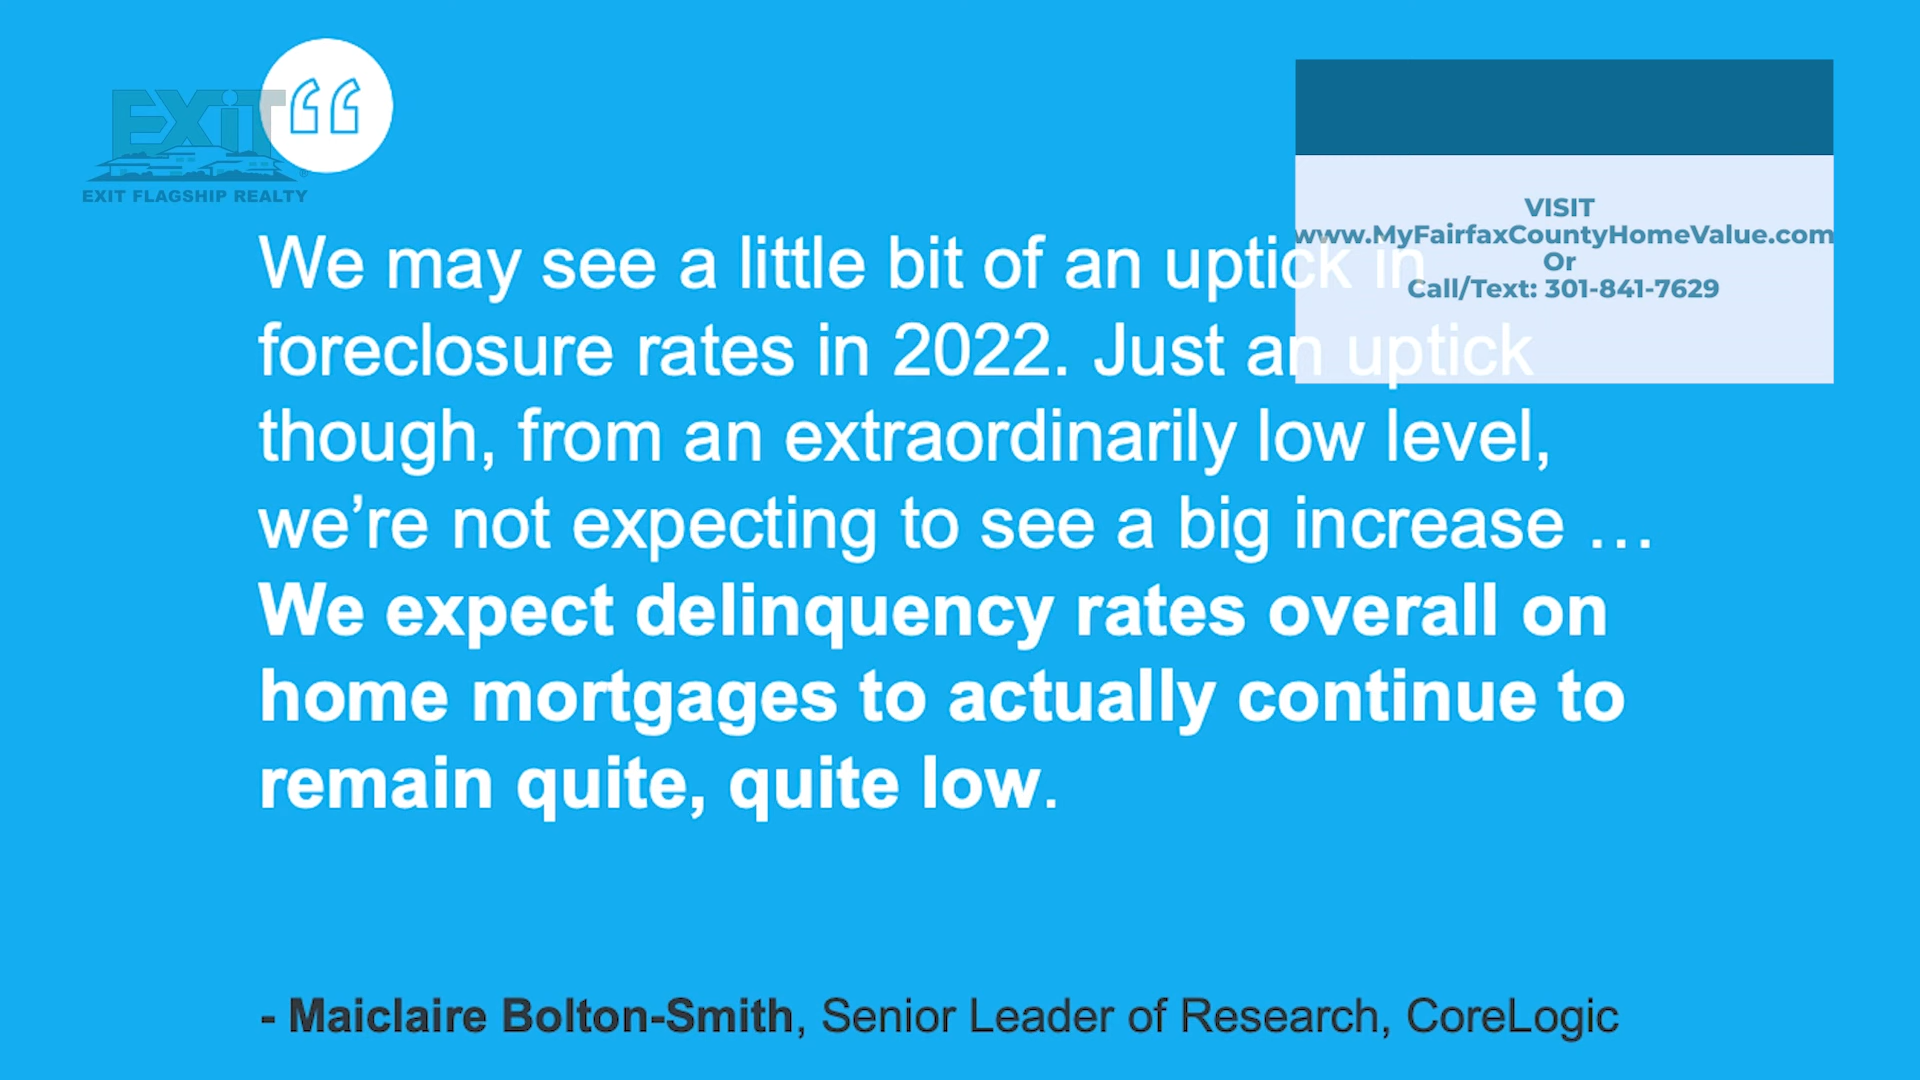 EXiT
EXIT FLAGSHIP REALTY
VISIT
www.MyFairfaxCountyHomeValue.com
Or
Call/Text: 301-841-7629
“
We may see a little bit of an uptick in
foreclosure rates in 2022. Just an uptick
though, from an extraordinarily low level,
we’re not expecting to see a big increase …
We expect delinquency rates overall on
home mortgages to actually continue to
remain quite, quite low.
- Maiclaire Bolton-Smith, Senior Leader of Research, CoreLogic